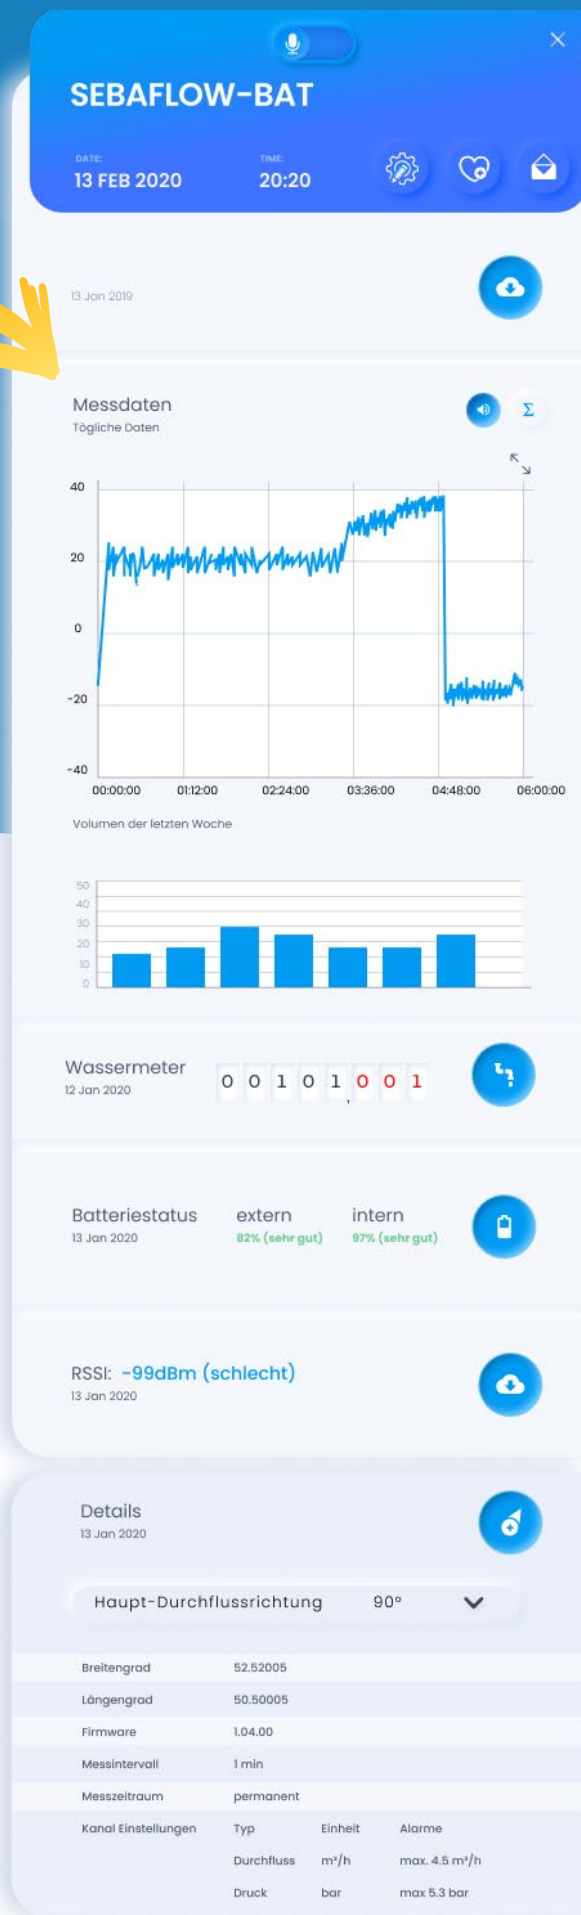 SEBAFLOW-BAT
DATE: TIME:
13 FEB 2020 20:20
13 Jan 2019
Messdaten
Tägliche Daten
Σ
40
20
0
-20
-40
00:00:00 01:12:00 02:24:00 03:36:00 04:48:00 06:00:00
Volumen der letzten Woche
50
40
30
20
10
0
Wassermeter
12 Jan 2020
0 0 1 0 1 , 0 0 1
Batteriestatus extern intern
13 Jan 2020 82% (sehr gut) 97% (sehr gut)
RSSI: -99dBm (schlecht)
13 Jan 2020
Details
13 Jan 2020
Haupt-Durchflussrichtung 90°
Breitengrad 52.52005
Längengrad 50.50005
Firmware 1.04.00
Messintervall 1 min
Messzeitraum permanent
Kanal Einstellungen Typ Einheit Alarme
Durchfluss m³/h max. 4.5 m³/h
Druck bar max 5.3 bar